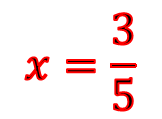 x = 3/5